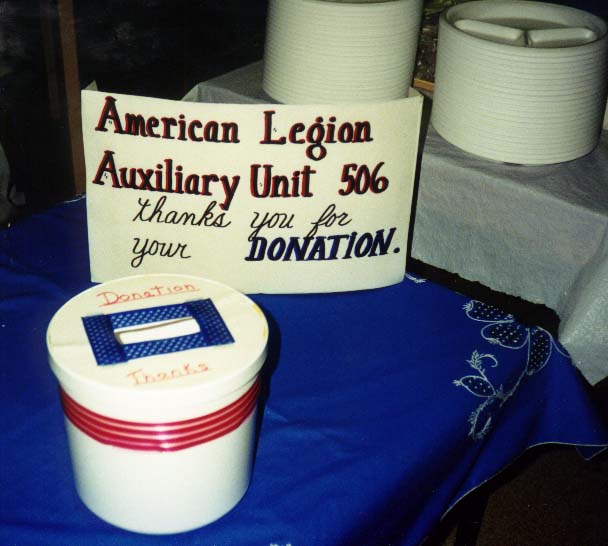 American Legion
Auxiliary Unit 506
thanks you for
your DONATION.
Donation
Thanks